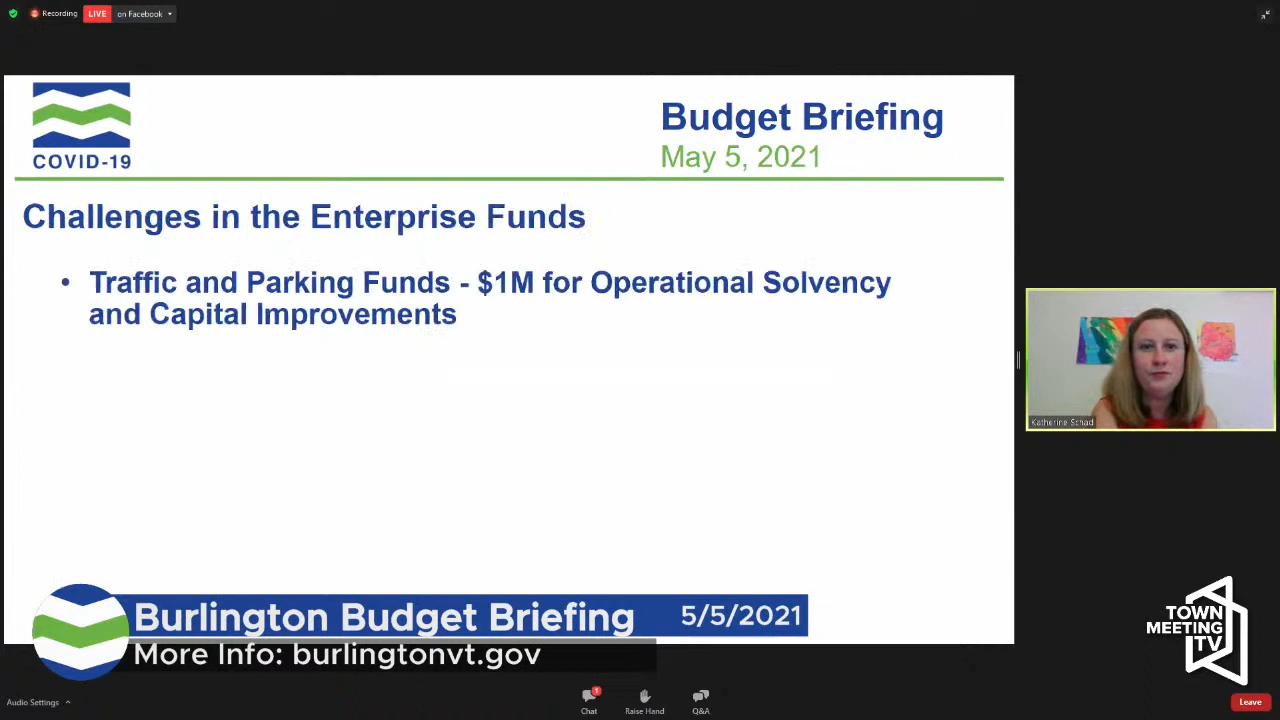 Recording
LIVE
on Facebook
COVID-19
Budget Briefing
May 5, 2021
Challenges in the Enterprise Funds
• Traffic and Parking Funds - $1M for Operational Solvency
and Capital Improvements
Katherine Schad
Burlington Budget Briefing
5/5/2021
More Info: burlingtonvt.gov
TOWN
MEETING
TV
Audio Settings
1
Chat
Raise Hand
Q&A
Leave